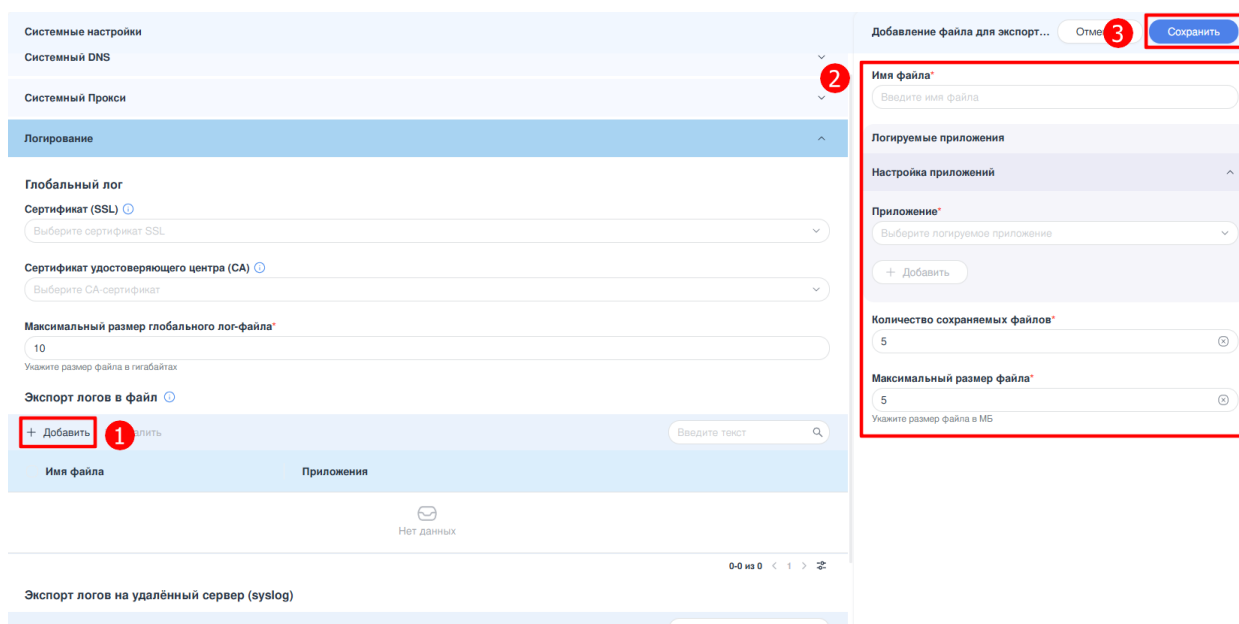 Системные настройки
Системный DNS
Системный Прокси
Логирование
Глобальный лог
Сертификат (SSL)
Выберите сертификат SSL
Сертификат удостоверяющего центра (CA)
Выберите CA-сертификат
Максимальный размер глобального лог-файла*
10
Укажите размер файла в гигабайтах
Экспорт логов в файл
+ Добавить
1
алить
Введите текст
Имя файла
Приложения
Нет данных
0-0 из 0 < 1 >
Экспорт логов на удалённый сервер (syslog)
Добавление файла для экспорт...
Отме
3
Сохранить
2
Имя файла*
Введите имя файла
Логируемые приложения
Настройка приложений
Приложение*
Выберите логируемое приложение
+ Добавить
Количество сохраняемых файлов*
5
Максимальный размер файла*
5
Укажите размер файла в МБ